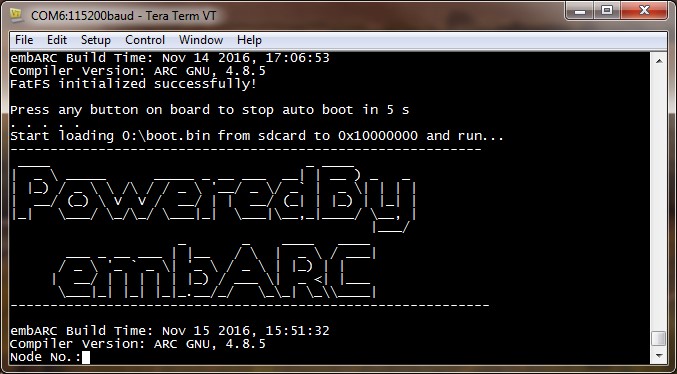 COM6:115200baud - Tera Term VT
File Edit Setup Control Window Help
embARC Build Time: Nov 14 2016, 17:06:53
Compiler Version: ARC GNU, 4.8.5
FatFS initialized successfully!
Press any button on board to stop auto boot in 5 s
. . . . .
Start loading 0:\boot.bin from sdcard to 0x10000000 and run...
------------------------------------------------------------
PoweredBy
embARC
------------------------------------------------------------
embARC Build Time: Nov 15 2016, 15:51:32
Compiler Version: ARC GNU, 4.8.5
Node No.: